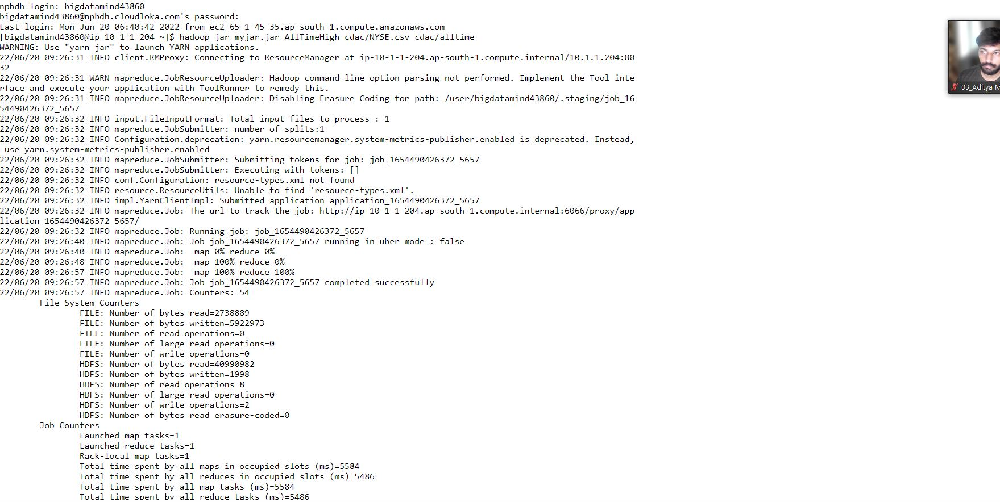 npbdh login: bigdatamind43860
bigdatamind43860@npbdh.cloudloka.com's password:
Last login: Mon Jun 20 06:40:42 2022 from ec2-65-1-45-35.ap-south-1.compute.amazonaws.com
[bigdatamind43860@ip-10-1-1-204 ~]$ hadoop jar myjar.jar AllTimeHigh cdac/NYSE.csv cdac/alltime
WARNING: Use "yarn jar" to launch YARN applications.
22/06/20 09:26:31 INFO client.RMProxy: Connecting to ResourceManager at ip-10-1-1-204.ap-south-1.compute.internal/10.1.1.204:80
32
22/06/20 09:26:31 WARN mapreduce.JobResourceUploader: Hadoop command-line option parsing not performed. Implement the Tool inte
rface and execute your application with ToolRunner to remedy this.
22/06/20 09:26:31 INFO mapreduce.JobResourceUploader: Disabling Erasure Coding for path: /user/bigdatamind43860/.staging/job_16
54490426372_5657
22/06/20 09:26:32 INFO input.FileInputFormat: Total input files to process : 1
22/06/20 09:26:32 INFO mapreduce.JobSubmitter: number of splits:1
22/06/20 09:26:32 INFO Configuration.deprecation: yarn.resourcemanager.system-metrics-publisher.enabled is deprecated. Instead,
 use yarn.system-metrics-publisher.enabled
22/06/20 09:26:32 INFO mapreduce.JobSubmitter: Submitting tokens for job: job_1654490426372_5657
22/06/20 09:26:32 INFO mapreduce.JobSubmitter: Executing with tokens: []
22/06/20 09:26:32 INFO conf.Configuration: resource-types.xml not found
22/06/20 09:26:32 INFO resource.ResourceUtils: Unable to find 'resource-types.xml'.
22/06/20 09:26:32 INFO impl.YarnClientImpl: Submitted application application_1654490426372_5657
22/06/20 09:26:32 INFO mapreduce.Job: The url to track the job: http://ip-10-1-1-204.ap-south-1.compute.internal:6066/proxy/app
lication_1654490426372_5657/
22/06/20 09:26:32 INFO mapreduce.Job: Running job: job_1654490426372_5657
22/06/20 09:26:40 INFO mapreduce.Job: Job job_1654490426372_5657 running in uber mode : false
22/06/20 09:26:40 INFO mapreduce.Job:  map 0% reduce 0%
22/06/20 09:26:48 INFO mapreduce.Job:  map 100% reduce 0%
22/06/20 09:26:57 INFO mapreduce.Job:  map 100% reduce 100%
22/06/20 09:26:57 INFO mapreduce.Job: Job job_1654490426372_5657 completed successfully
22/06/20 09:26:57 INFO mapreduce.Job: Counters: 54
File System Counters
FILE: Number of bytes read=2738889
FILE: Number of bytes written=5922973
FILE: Number of read operations=0
FILE: Number of large read operations=0
FILE: Number of write operations=0
HDFS: Number of bytes read=40990982
HDFS: Number of bytes written=1998
HDFS: Number of read operations=8
HDFS: Number of large read operations=0
HDFS: Number of write operations=2
HDFS: Number of bytes read erasure-coded=0
Job Counters
Launched map tasks=1
Launched reduce tasks=1
Rack-local map tasks=1
Total time spent by all maps in occupied slots (ms)=5584
Total time spent by all reduces in occupied slots (ms)=5486
Total time spent by all map tasks (ms)=5584
Total time spent by all reduce tasks (ms)=5486
03_Aditya M